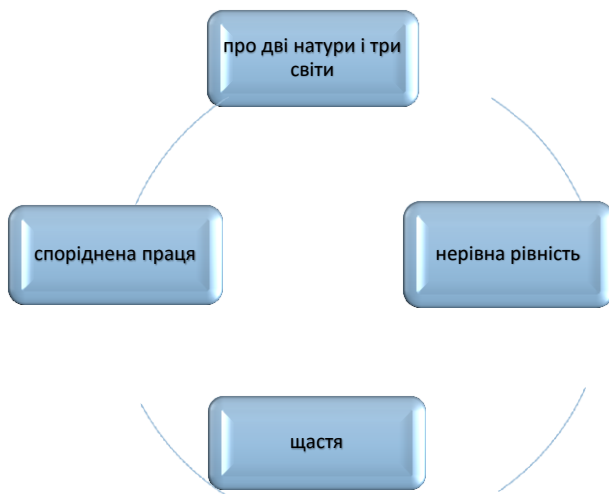 про дві натури і три
світи
споріднена праця
нерівна рівність
щастя